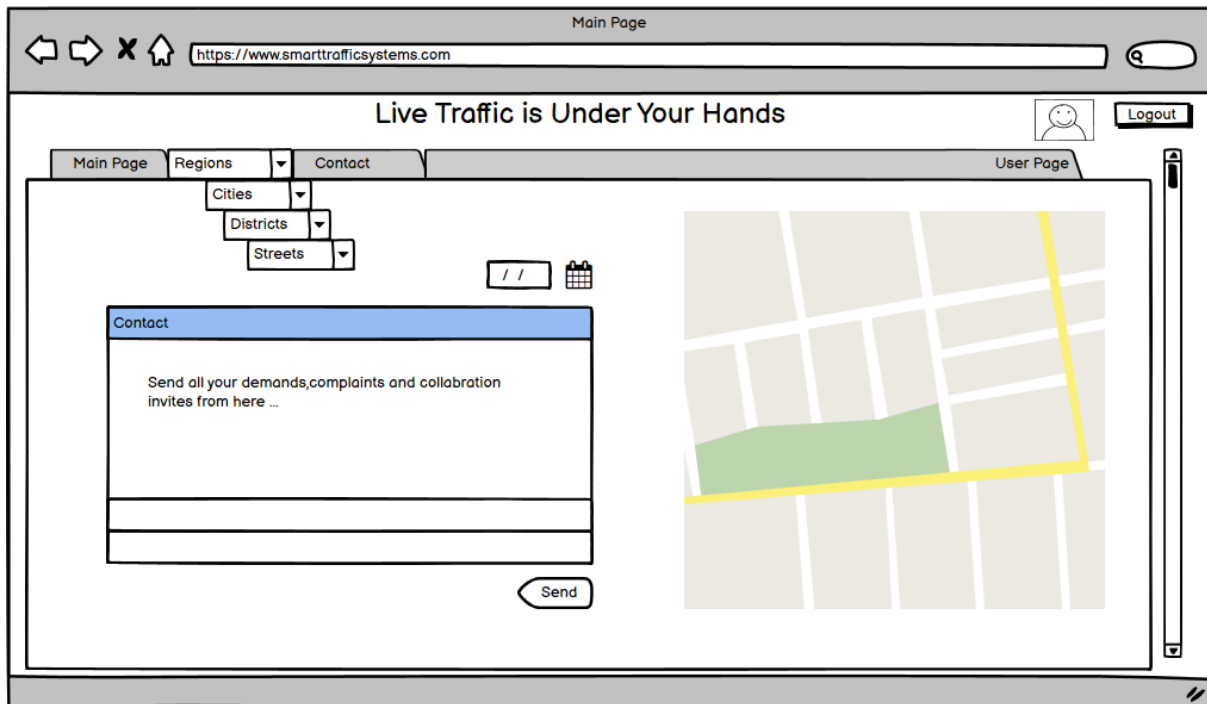 Main Page
https://www.smarttrafficsystems.com
Live Traffic is Under Your Hands
Logout
Main Page
Regions
Contact
User Page
Cities
Districts
Streets
/ /
Contact
Send all your demands,complaints and collabration
invites from here ...
Send